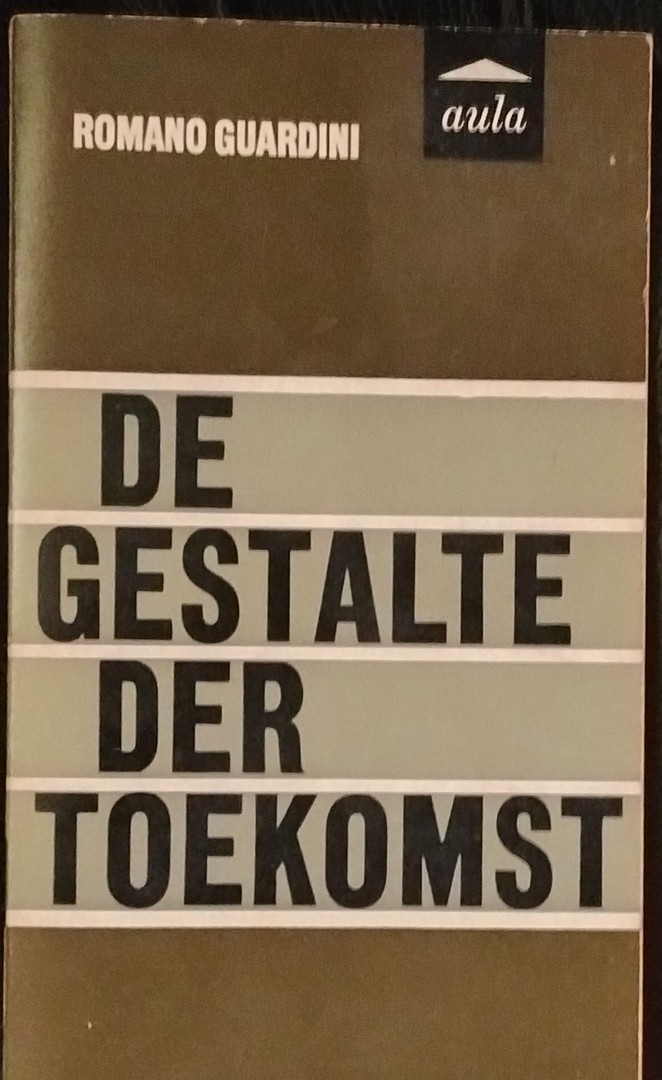 ROMANO GUARDINI
aula
DE
GESTALTE
DER
TOEKOMST